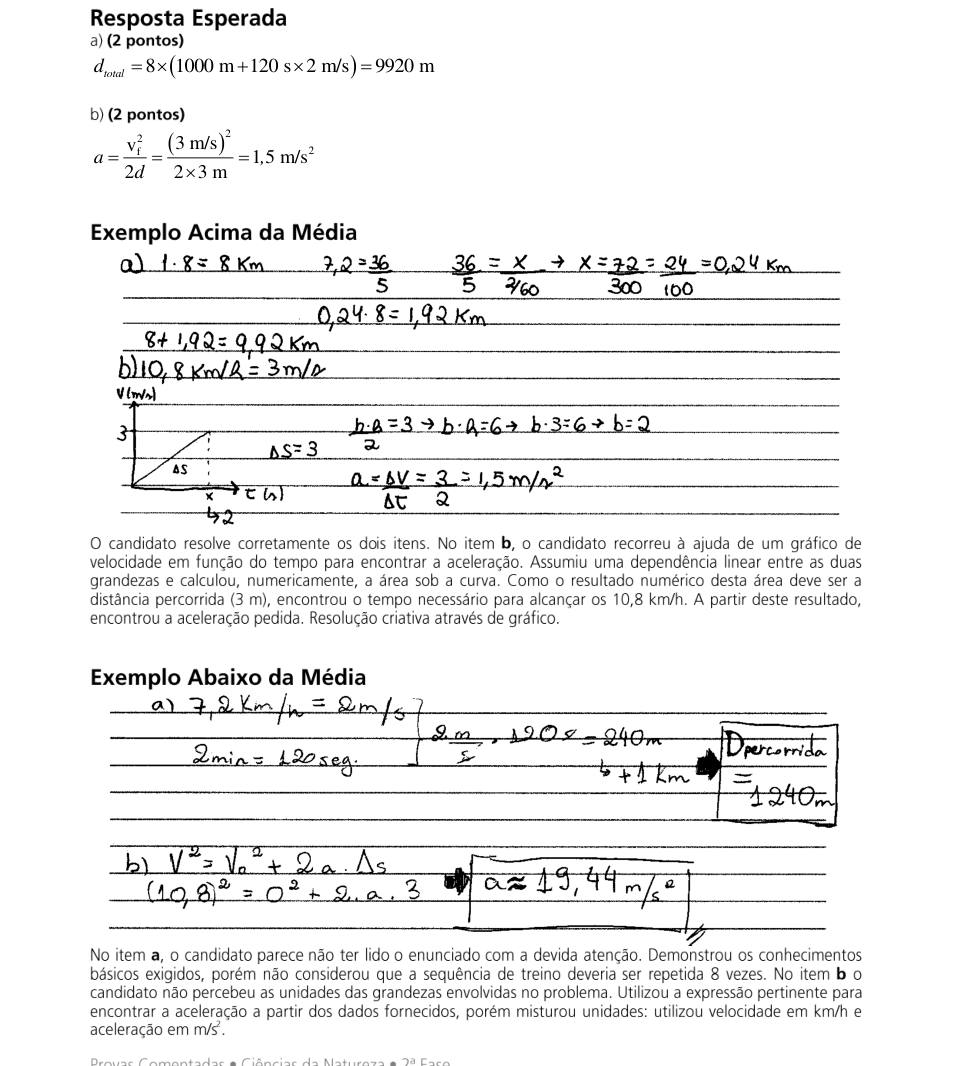 Resposta Esperada
a) (2 pontos)
d_total = 8×(1000 m+120 s×2 m/s) = 9920 m
b) (2 pontos)
a = v_f²/2d = (3 m/s)²/2×3 m = 1,5 m/s²
Exemplo Acima da Média
a) 1·8 = 8 Km 7,2 = 36/5 36/5 = x/2/60 → x = 72/300 = 24/100 = 0,24 Km
0,24·8 = 1,92 Km
8+1,92 = 9,92 Km
b) 10,8 Km/h = 3 m/s
V(m/s)
3 ΔS x t(s) ↳2
ΔS = 3
b·a/2 = 3 → b·a = 6 → b·3 = 6 → b = 2
a = ΔV/Δt = 3/2 = 1,5 m/s²
O candidato resolve corretamente os dois itens. No item b, o candidato recorreu à ajuda de um gráfico de
velocidade em função do tempo para encontrar a aceleração. Assumiu uma dependência linear entre as duas
grandezas e calculou, numericamente, a área sob a curva. Como o resultado numérico desta área deve ser a
distância percorrida (3 m), encontrou o tempo necessário para alcançar os 10,8 km/h. A partir deste resultado,
encontrou a aceleração pedida. Resolução criativa através de gráfico.
Exemplo Abaixo da Média
a) 7,2 Km/h = 2m/s
2min = 120 seg.
2 m/s · 120 s = 240m
↳ +1 Km
Dpercorrida
=
1240m
b) V² = V₀² + 2a.Δs
(10,8)² = 0² + 2.a.3
a ≈ 19,44 m/s²
No item a, o candidato parece não ter lido o enunciado com a devida atenção. Demonstrou os conhecimentos
básicos exigidos, porém não considerou que a sequência de treino deveria ser repetida 8 vezes. No item b o
candidato não percebeu as unidades das grandezas envolvidas no problema. Utilizou a expressão pertinente para
encontrar a aceleração a partir dos dados fornecidos, porém misturou unidades: utilizou velocidade em km/h e
aceleração em m/s².
Provas Comentadas • Ciências da Natureza • 2ª Fase